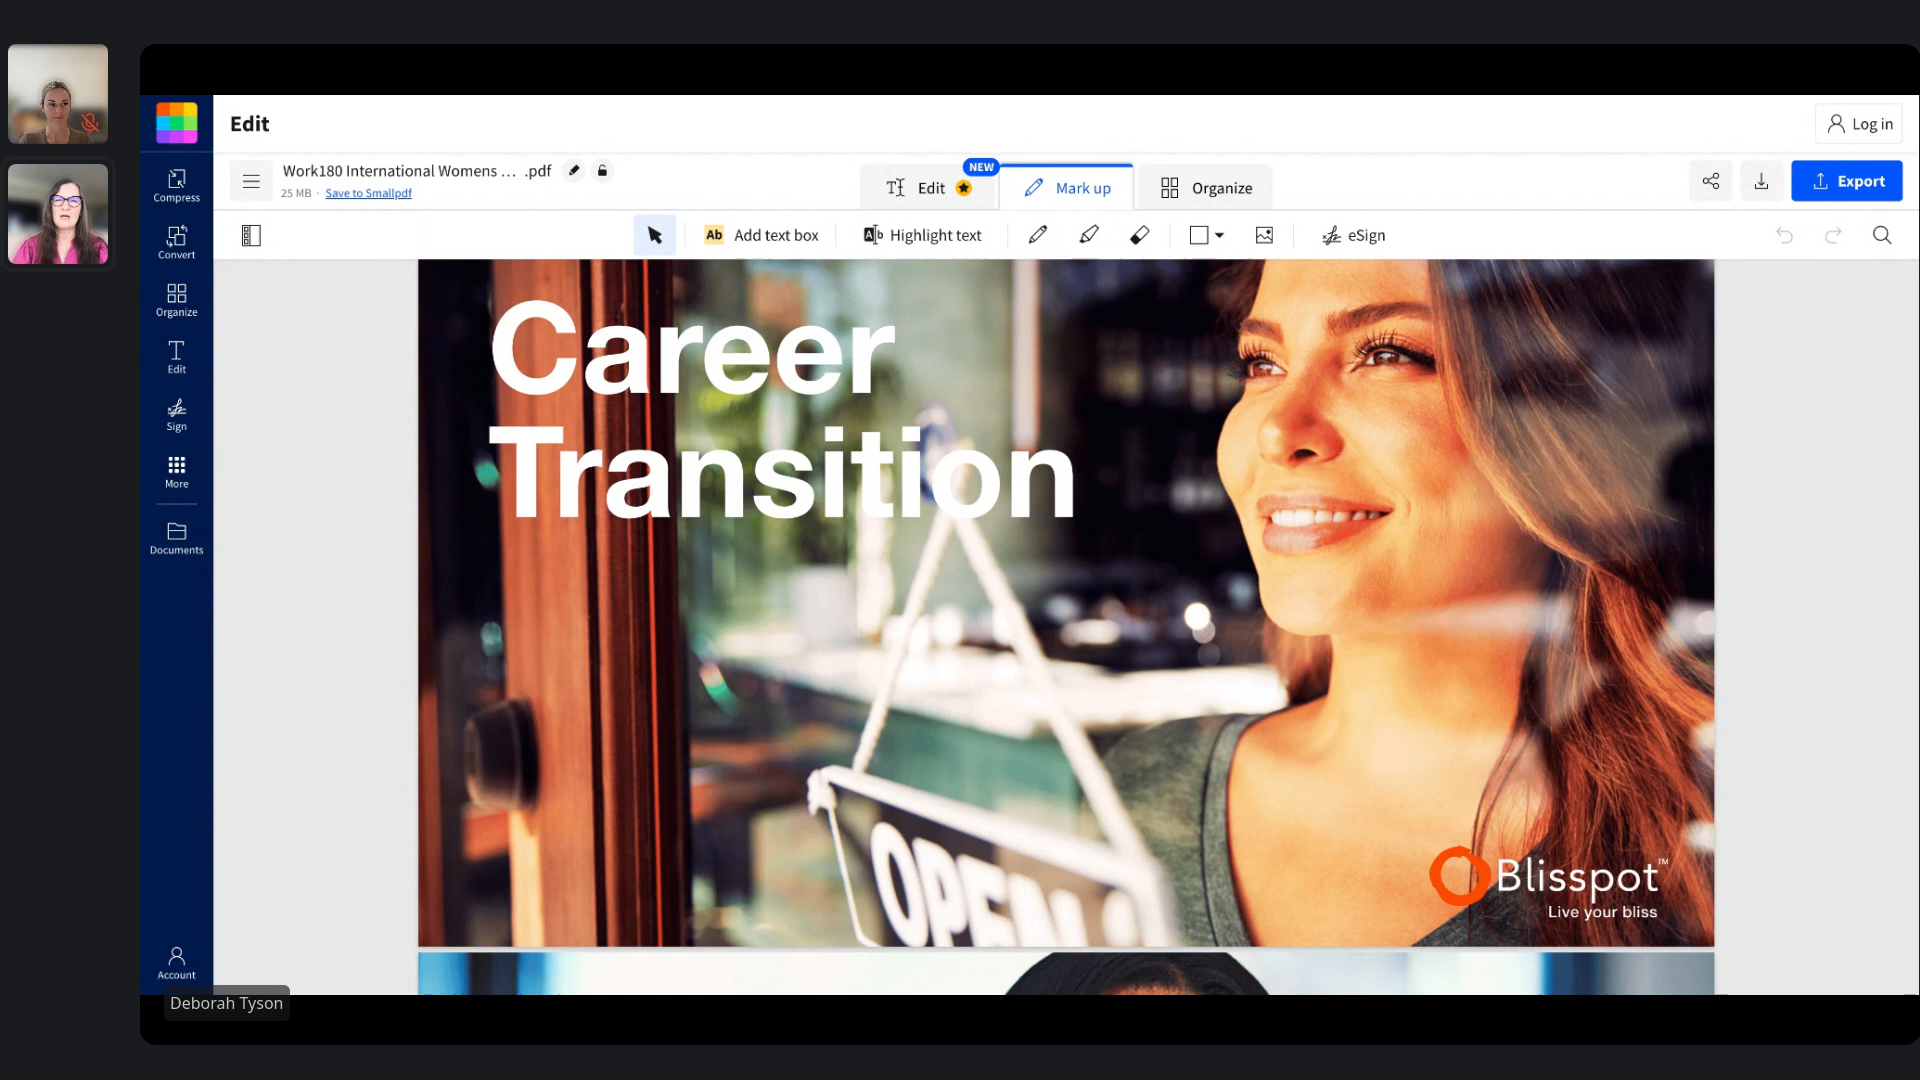 Edit
Log in
Work180 International Womens ... .pdf
25 MB · Save to Smallpdf
NEW
Edit
Mark up
Organize
Export
Ab Add text box
Highlight text
eSign
Compress
Convert
Organize
Edit
Sign
More
Documents
Account
Career
Transition
OPEN
Blisspot™
Live your bliss
Deborah Tyson